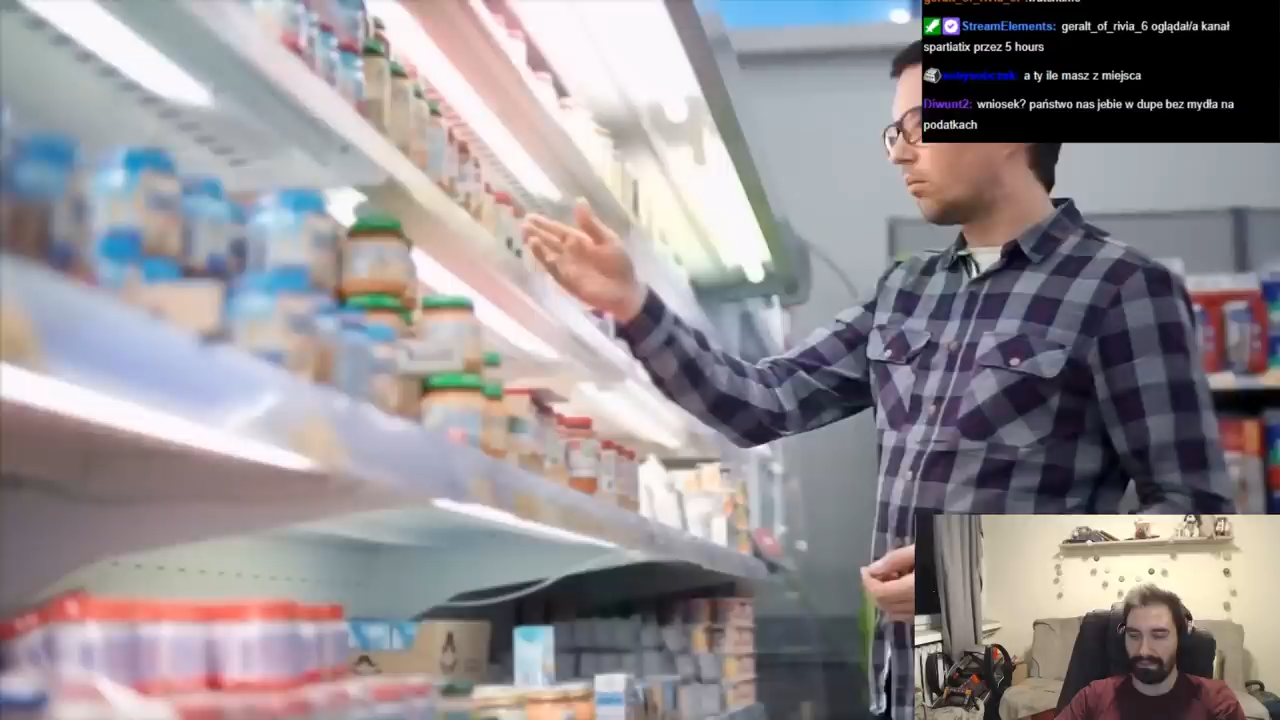 StreamElements: geralt_of_rivia_6 oglądał/a kanał
spartiatix przez 5 hours
a ty ile masz z miejsca
Diwunt2: wniosek? państwo nas jebie w dupe bez mydła na
podatkach